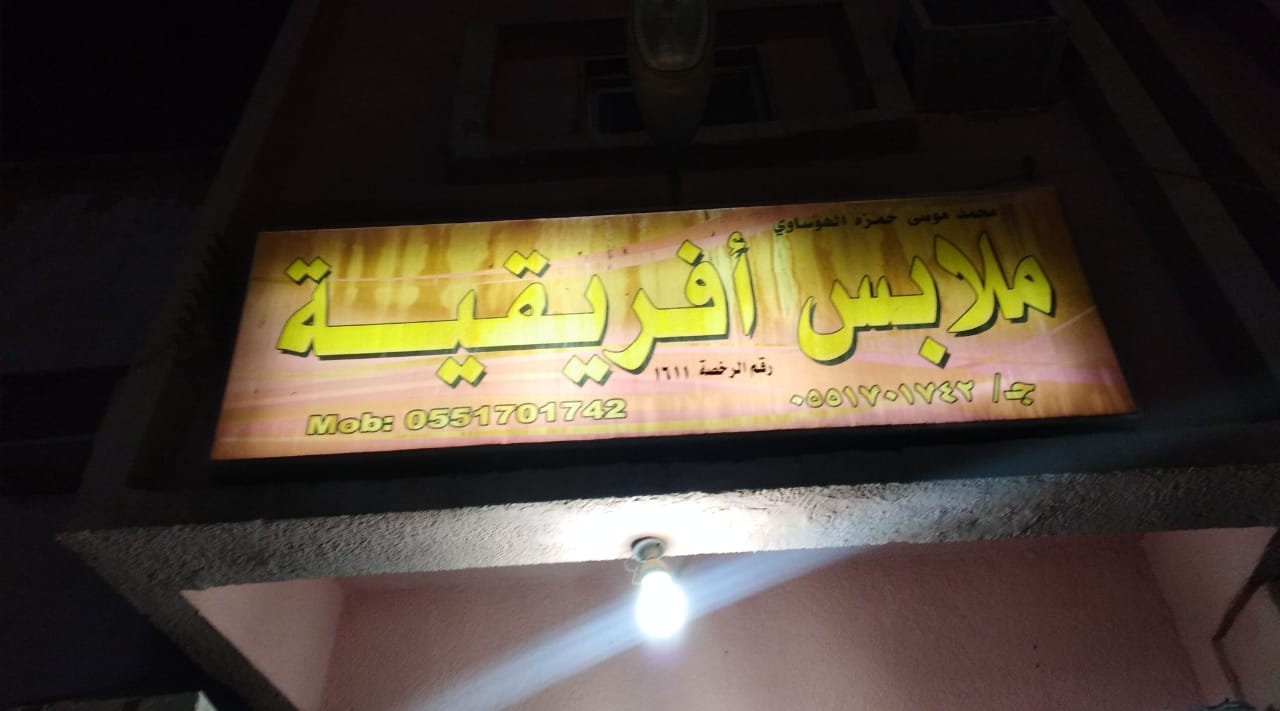 محمد موسى حمزه الهوساوي
ملابس أفريقية
رقم الرخصة ١٦١١
جـ/ ٠٥٥١٧٠١٧٤٢
Mob: 0551701742